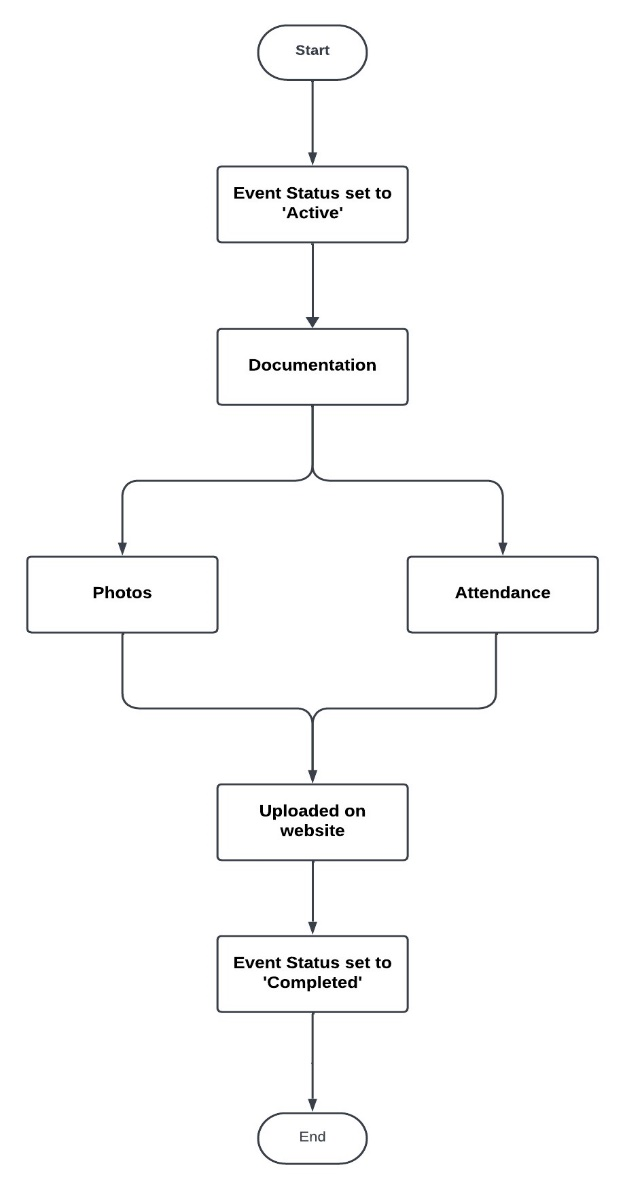 Start
Event Status set to
'Active'
Documentation
Photos
Attendance
Uploaded on
website
Event Status set to
'Completed'
End